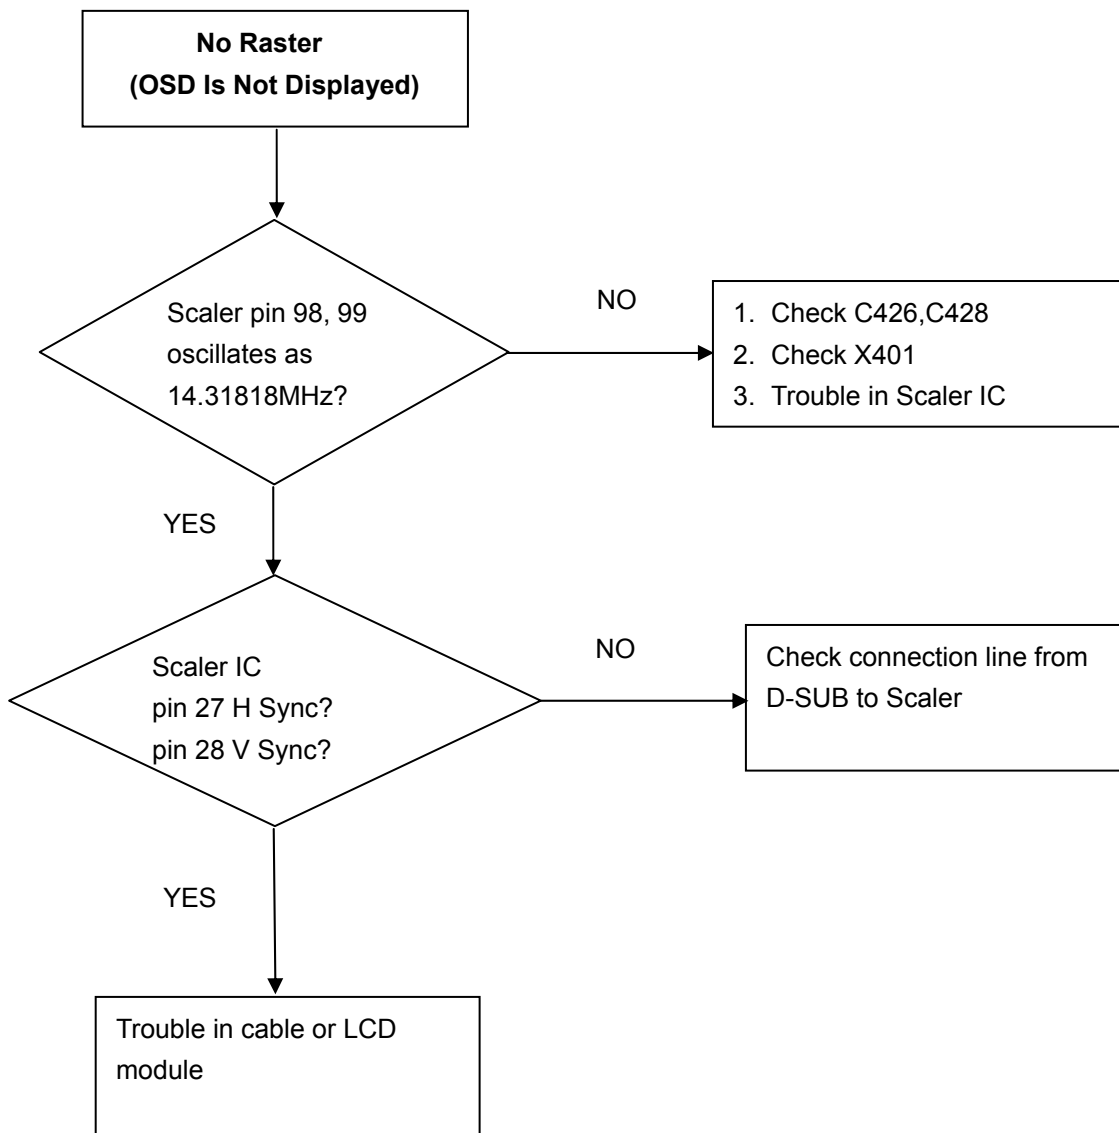 No Raster
(OSD Is Not Displayed)
Scaler pin 98, 99
oscillates as
14.31818MHz?
NO
1. Check C426,C428
2. Check X401
3. Trouble in Scaler IC
YES
Scaler IC
pin 27 H Sync?
pin 28 V Sync?
NO
Check connection line from
D-SUB to Scaler
YES
Trouble in cable or LCD
module